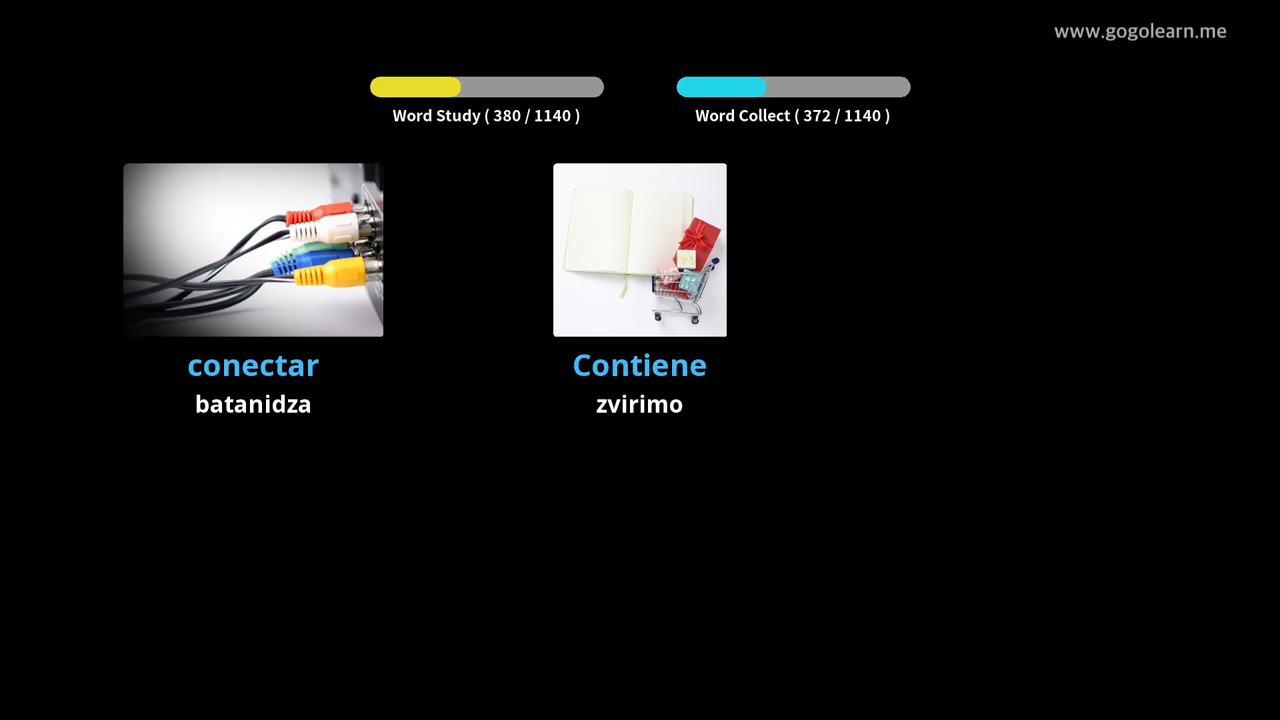 www.gogolearn.me
Word Study ( 380 / 1140 )
Word Collect ( 372 / 1140 )
conectar
batanidza
Contiene
zvirimo